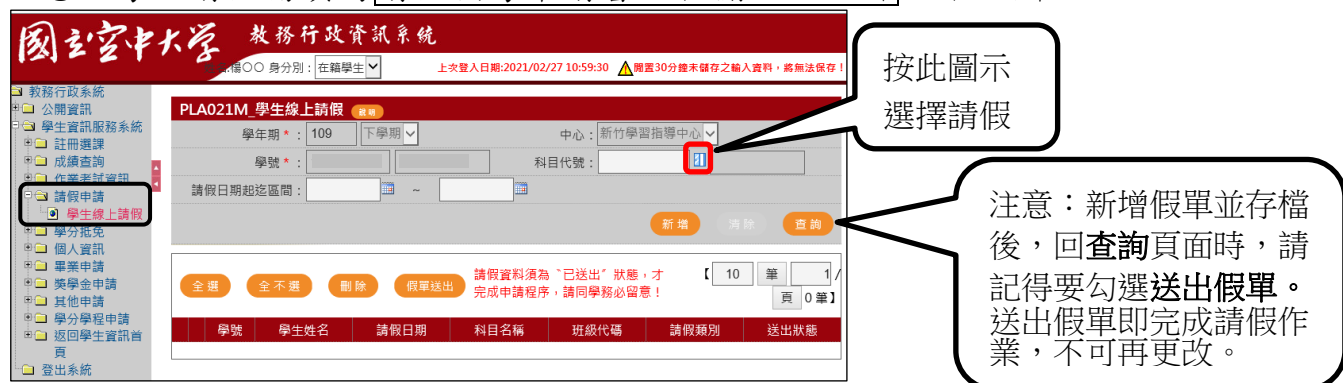 國立空中大學 教務行政資訊系統
楊○○ 身分別：在籍學生
上次登入日期:2021/02/27 10:59:30 閒置30分鐘未儲存之輸入資料，將無法保存！
教務行政系統
公開資訊
學生資訊服務系統
註冊選課
成績查詢
作業考試資訊
請假申請
學生線上請假
學分抵免
個人資訊
畢業申請
獎學金申請
其他申請
學分學程申請
返回學生資訊首
頁
登出系統
PLA021M_學生線上請假 說明
學年期*：109 下學期 中心：新竹學習指導中心
學號*： 科目代號：
請假日期起迄區間： ~
新增 清除 查詢
全選 全不選 刪除 假單送出
請假資料須為〝已送出〞狀態，才
完成申請程序，請同學務必留意！
【 10 筆 1 /
頁 0 筆】
學號 學生姓名 請假日期 科目名稱 班級代碼 請假類別 送出狀態
按此圖示
選擇請假
注意：新增假單並存檔
後，回查詢頁面時，請
記得要勾選送出假單。
送出假單即完成請假作
業，不可再更改。